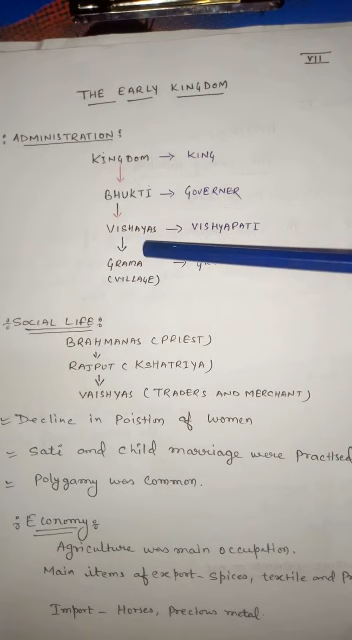 VII
THE EARLY KINGDOM
: ADMINISTRATION :
KINGDOM → KING
↓
BHUKTI → GOVERNER
↓
VISHAYAS → VISHYAPATI
↓
GRAMA →
(VILLAGE)
SOCIAL LIFE :
BRAHMANAS (PRIEST)
↓
RAJPUT (KSHATRIYA)
↓
VAISHYAS (TRADERS AND MERCHANT)
= Decline in Poistion of women
= Sati and child marriage were Practised
= Polygamy was common.
: Economy :
Agriculture was main occupation.
Main items of export - Spices, textile and
Import - Horses, Precious metal.